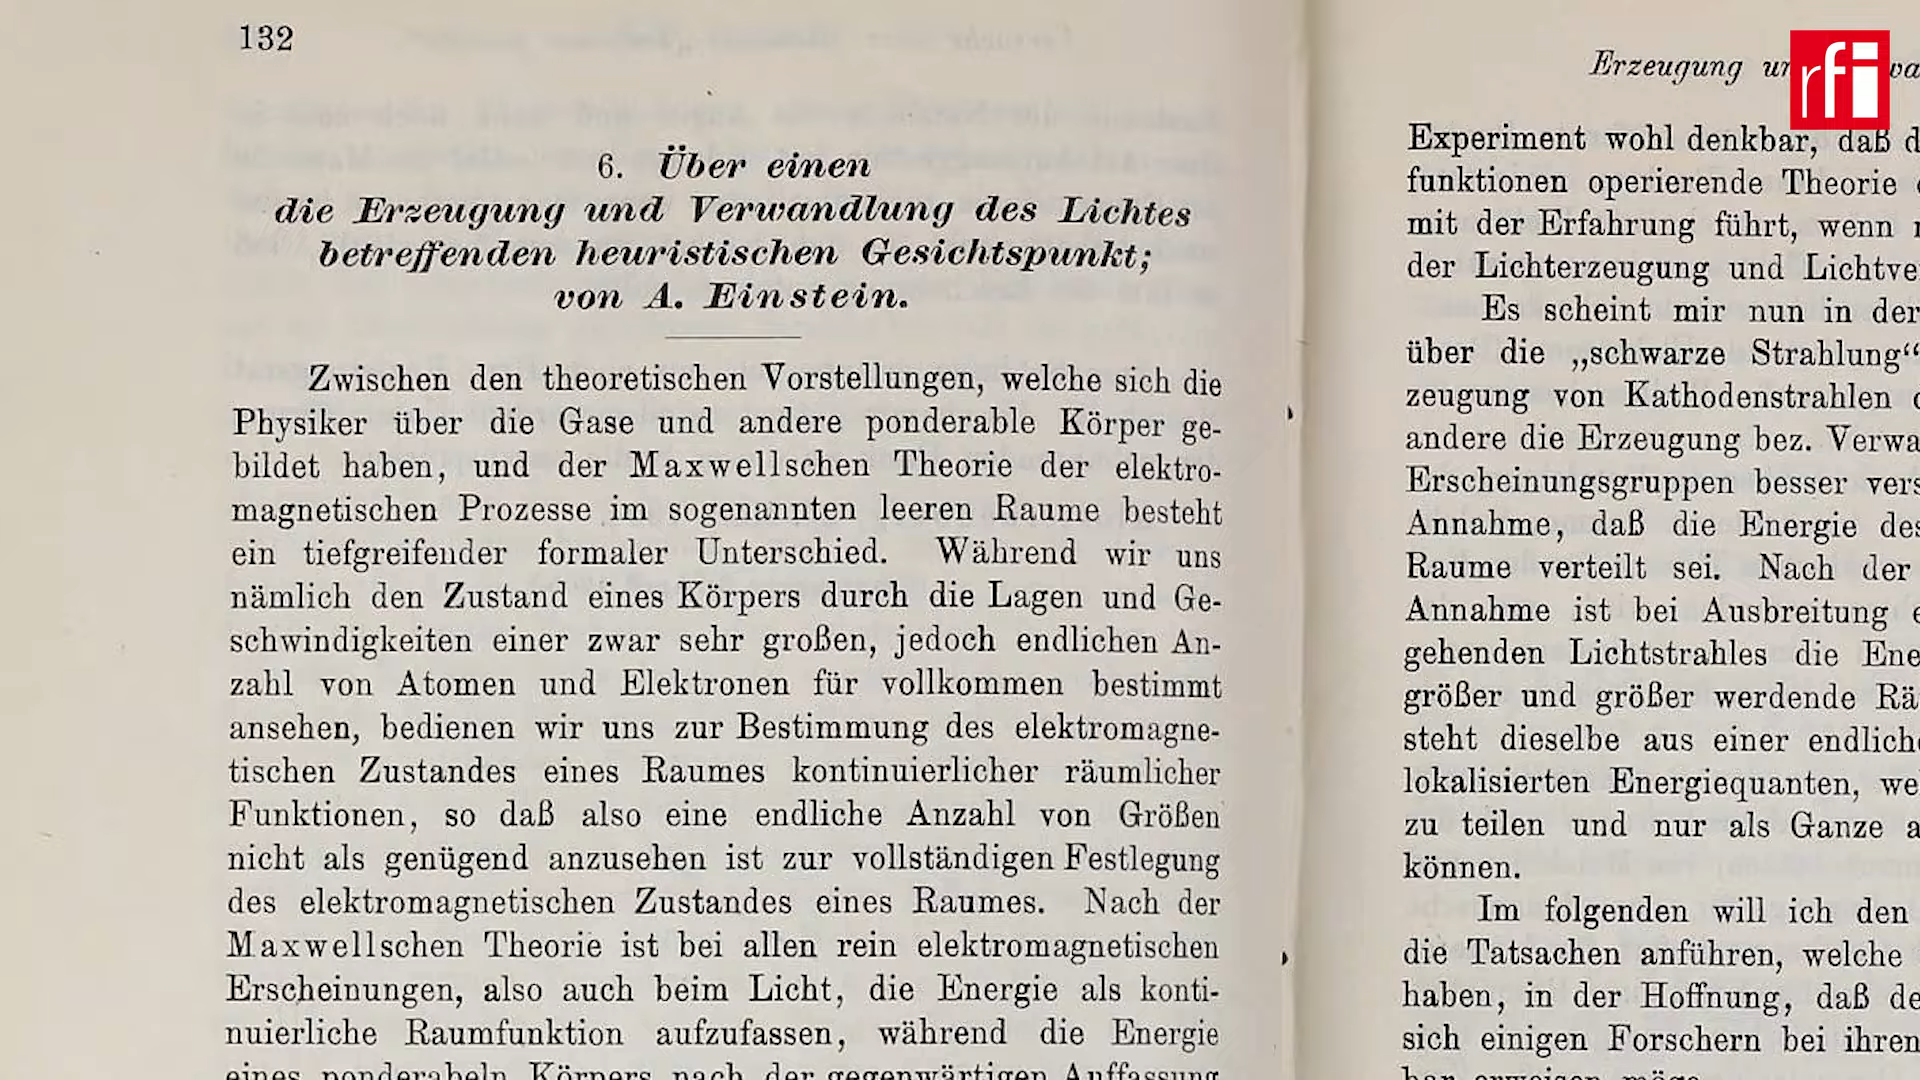 132
6. Über einen
die Erzeugung und Verwandlung des Lichtes
betreffenden heuristischen Gesichtspunkt;
von A. Einstein.
Zwischen den theoretischen Vorstellungen, welche sich die
Physiker über die Gase und andere ponderable Körper ge-
bildet haben, und der Maxwellschen Theorie der elektro-
magnetischen Prozesse im sogenannten leeren Raume besteht
ein tiefgreifender formaler Unterschied. Während wir uns
nämlich den Zustand eines Körpers durch die Lagen und Ge-
schwindigkeiten einer zwar sehr großen, jedoch endlichen An-
zahl von Atomen und Elektronen für vollkommen bestimmt
ansehen, bedienen wir uns zur Bestimmung des elektromagne-
tischen Zustandes eines Raumes kontinuierlicher räumlicher
Funktionen, so daß also eine endliche Anzahl von Größen
nicht als genügend anzusehen ist zur vollständigen Festlegung
des elektromagnetischen Zustandes eines Raumes. Nach der
Maxwellschen Theorie ist bei allen rein elektromagnetischen
Erscheinungen, also auch beim Licht, die Energie als konti-
nuierliche Raumfunktion aufzufassen, während die Energie
eines ponderabeln Körpers nach der gegenwärtigen Auffassung
Erzeugung
rfi
Experiment wohl denkbar, daß
funktionen operierende Theorie
mit der Erfahrung führt, wenn
der Lichterzeugung und
Es scheint mir nun in der
über die „schwarze Strahlung“
zeugung von Kathodenstrahlen
andere die Erzeugung bez.
Erscheinungsgruppen besser
Annahme, daß die Energie des
Raume verteilt sei. Nach der
Annahme ist bei Ausbreitung
gehenden Lichtstrahles die
größer und größer werdende
steht dieselbe aus einer
lokalisierten Energiequanten,
zu teilen und nur als Ganze
können.
Im folgenden will ich den
die Tatsachen anführen, welche
haben, in der Hoffnung, daß
sich einigen Forschern bei ihren